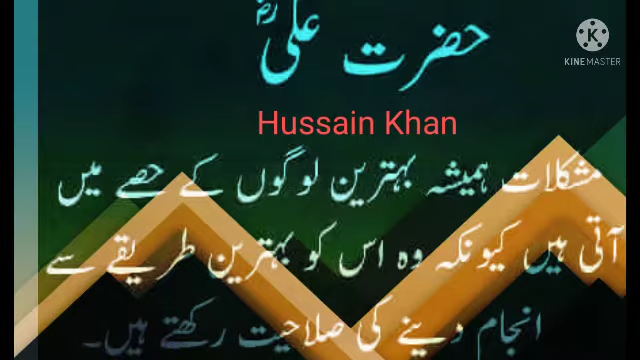 حضرت علیؓ
KINEMASTER
Hussain Khan
مشکلات ہمیشہ بہترین لوگوں کے حصے میں
آتی ہیں کیونکہ وہ اس کو بہترین طریقے سے
انجام دینے کی صلاحیت رکھتے ہیں۔